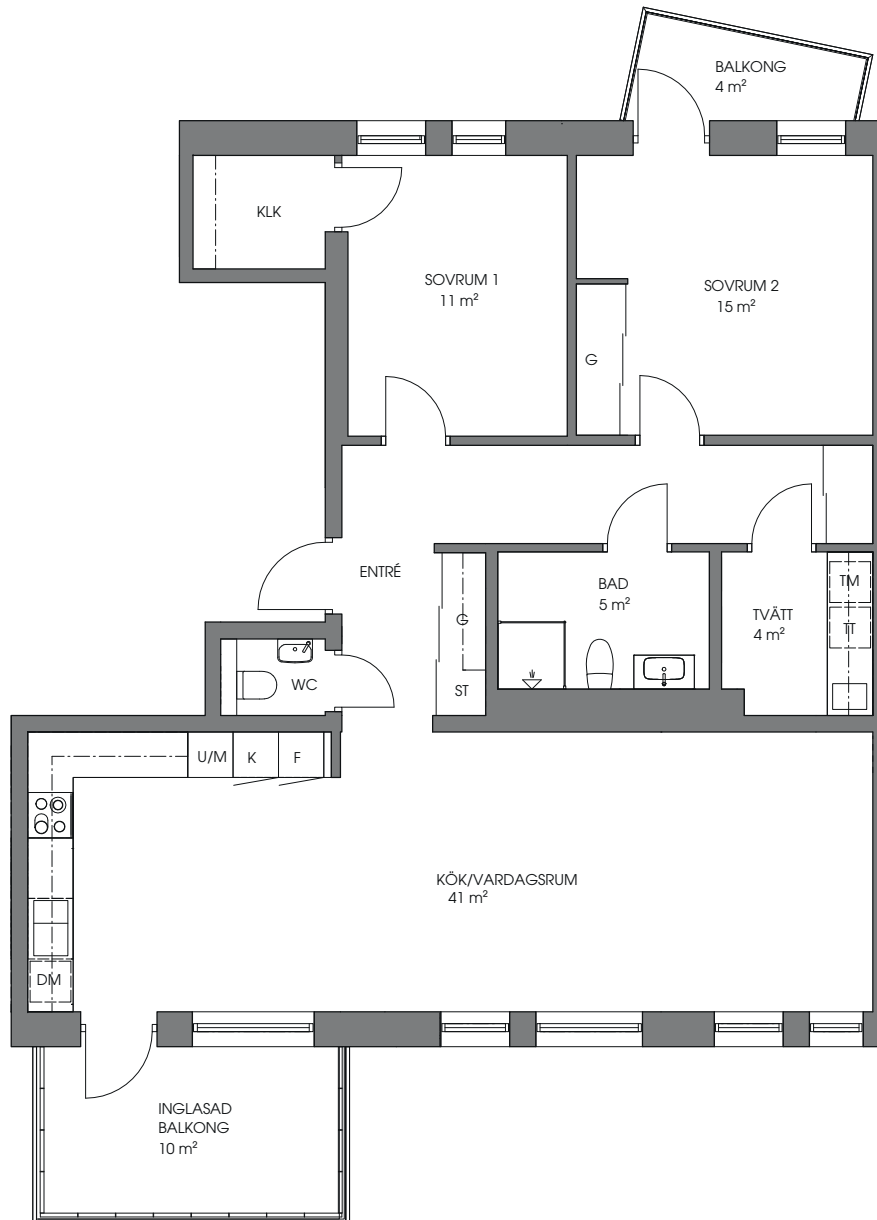 BALKONG
4 m²
KLK
SOVRUM 1
11 m²
SOVRUM 2
15 m²
G
ENTRÉ
BAD
5 m²
TVÄTT
4 m²
TM
TT
G
ST
WC
U/M
K
F
KÖK/VARDAGSRUM
41 m²
DM
INGLASAD
BALKONG
10 m²